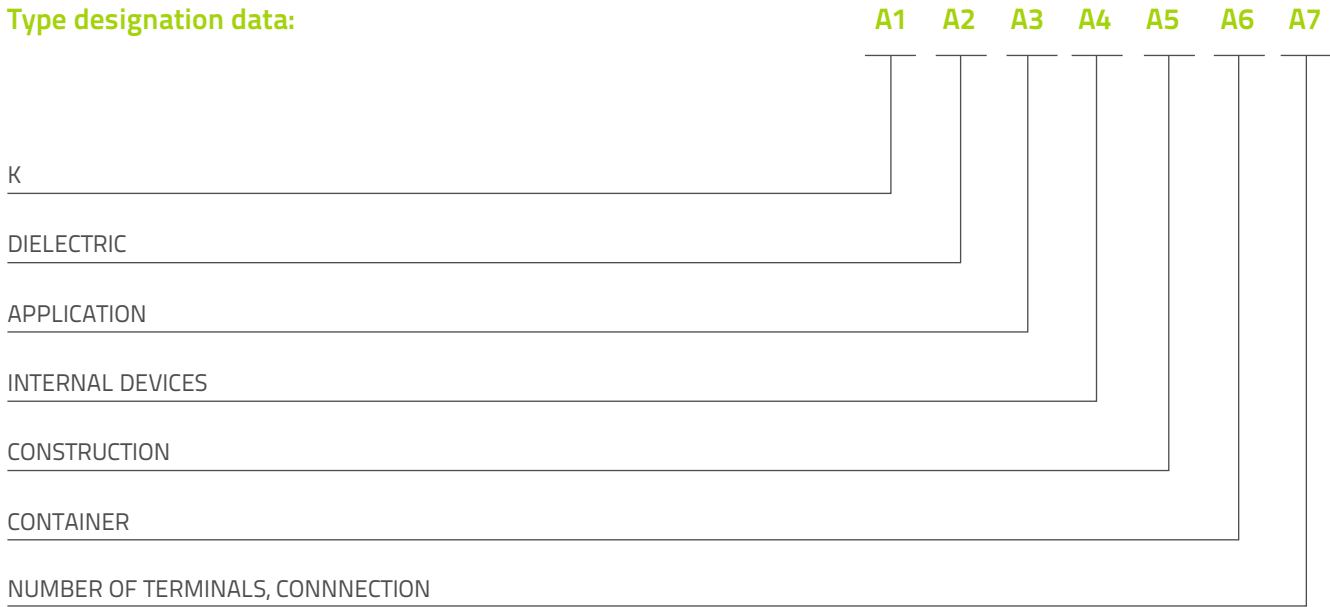 Type designation data: A1 A2 A3 A4 A5 A6 A7
K
DIELECTRIC
APPLICATION
INTERNAL DEVICES
CONSTRUCTION
CONTAINER
NUMBER OF TERMINALS, CONNNECTION